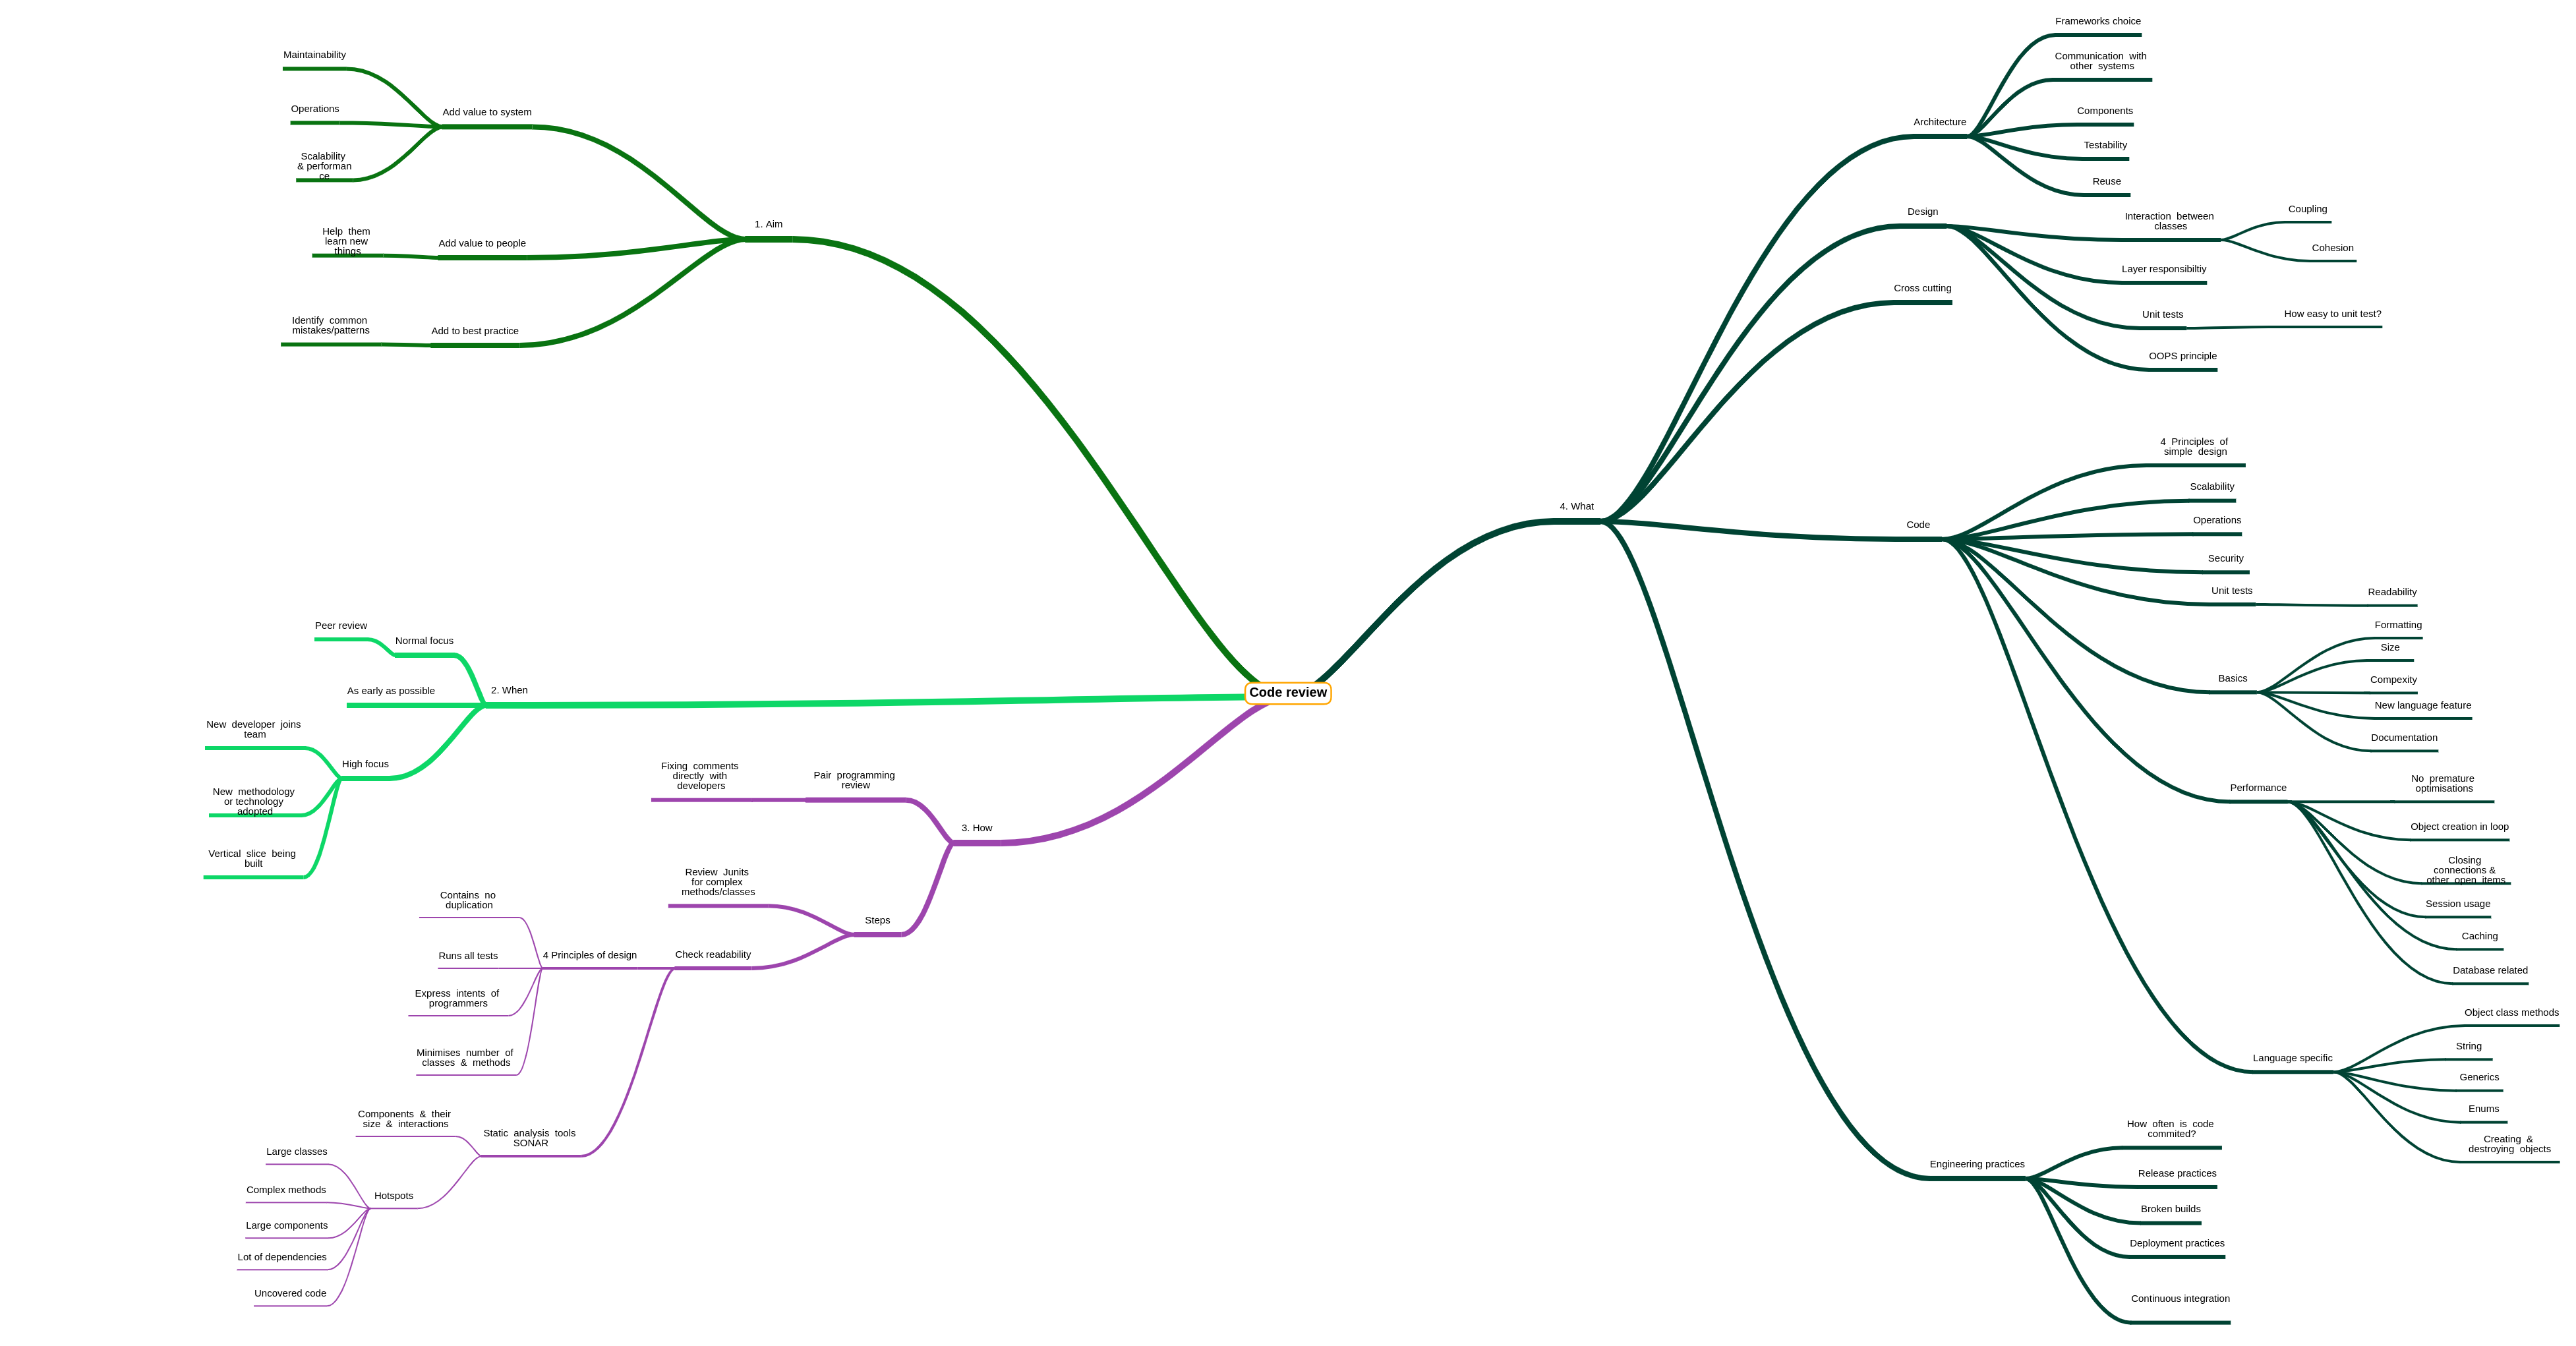 Code review
1. Aim
Add value to system
Maintainability
Operations
Scalability
& performan
ce
Add value to people
Help them
learn new
things
Add to best practice
Identify common
mistakes/patterns
2. When
Normal focus
Peer review
As early as possible
High focus
New developer joins
team
New methodology
or technology
adopted
Vertical slice being
built
3. How
Pair programming
review
Fixing comments
directly with
developers
Steps
Review Junits
for complex
methods/classes
Check readability
4 Principles of design
Contains no
duplication
Runs all tests
Express intents of
programmers
Minimises number of
classes & methods
Static analysis tools
SONAR
Components & their
size & interactions
Hotspots
Large classes
Complex methods
Large components
Lot of dependencies
Uncovered code
4. What
Architecture
Frameworks choice
Communication with
other systems
Components
Testability
Reuse
Design
Interaction between
classes
Coupling
Cohesion
Layer responsibiltiy
Unit tests
How easy to unit test?
OOPS principle
Cross cutting
Code
4 Principles of
simple design
Scalability
Operations
Security
Unit tests
Readability
Basics
Formatting
Size
Compexity
New language feature
Documentation
Performance
No premature
optimisations
Object creation in loop
Closing
connections &
other open items
Session usage
Caching
Database related
Language specific
Object class methods
String
Generics
Enums
Creating &
destroying objects
Engineering practices
How often is code
commited?
Release practices
Broken builds
Deployment practices
Continuous integration